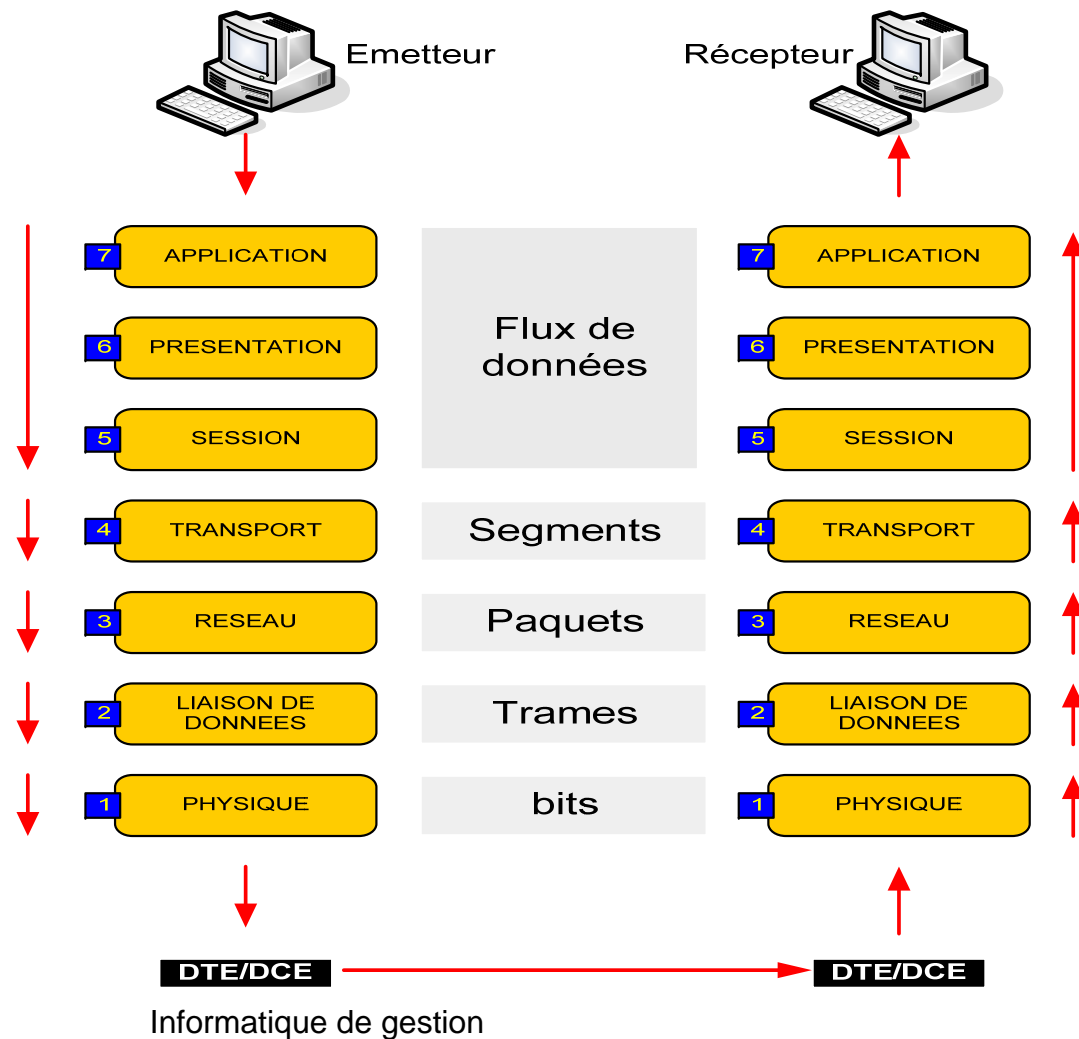 Emetteur
Récepteur
7 APPLICATION
7 APPLICATION
6 PRESENTATION
Flux de
données
6 PRESENTATION
5 SESSION
5 SESSION
4 TRANSPORT
Segments
4 TRANSPORT
3 RESEAU
Paquets
3 RESEAU
2 LIAISON DE
DONNEES
Trames
2 LIAISON DE
DONNEES
1 PHYSIQUE
bits
1 PHYSIQUE
DTE/DCE
DTE/DCE
Informatique de gestion